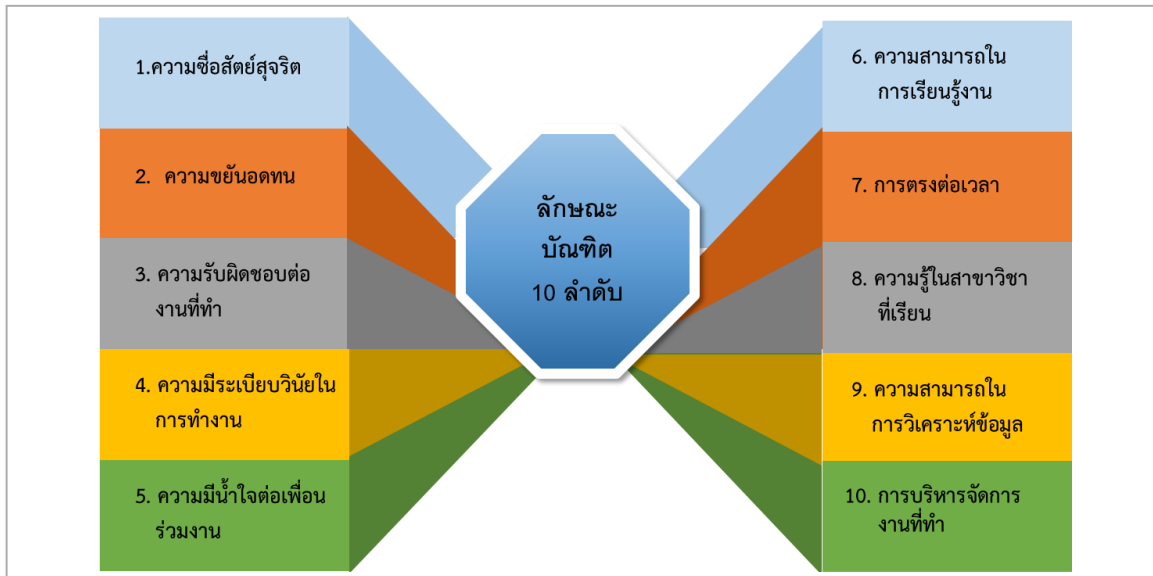 1.ความซื่อสัตย์สุจริต
2. ความขยันอดทน
3. ความรับผิดชอบต่อ
งานที่ทำ
4. ความมีระเบียบวินัยใน
การทำงาน
5. ความมีน้ำใจต่อเพื่อน
ร่วมงาน
ลักษณะ
บัณฑิต
10 ลำดับ
6. ความสามารถใน
การเรียนรู้งาน
7. การตรงต่อเวลา
8. ความรู้ในสาขาวิชา
ที่เรียน
9. ความสามารถใน
การวิเคราะห์ข้อมูล
10. การบริหารจัดการ
งานที่ทำ